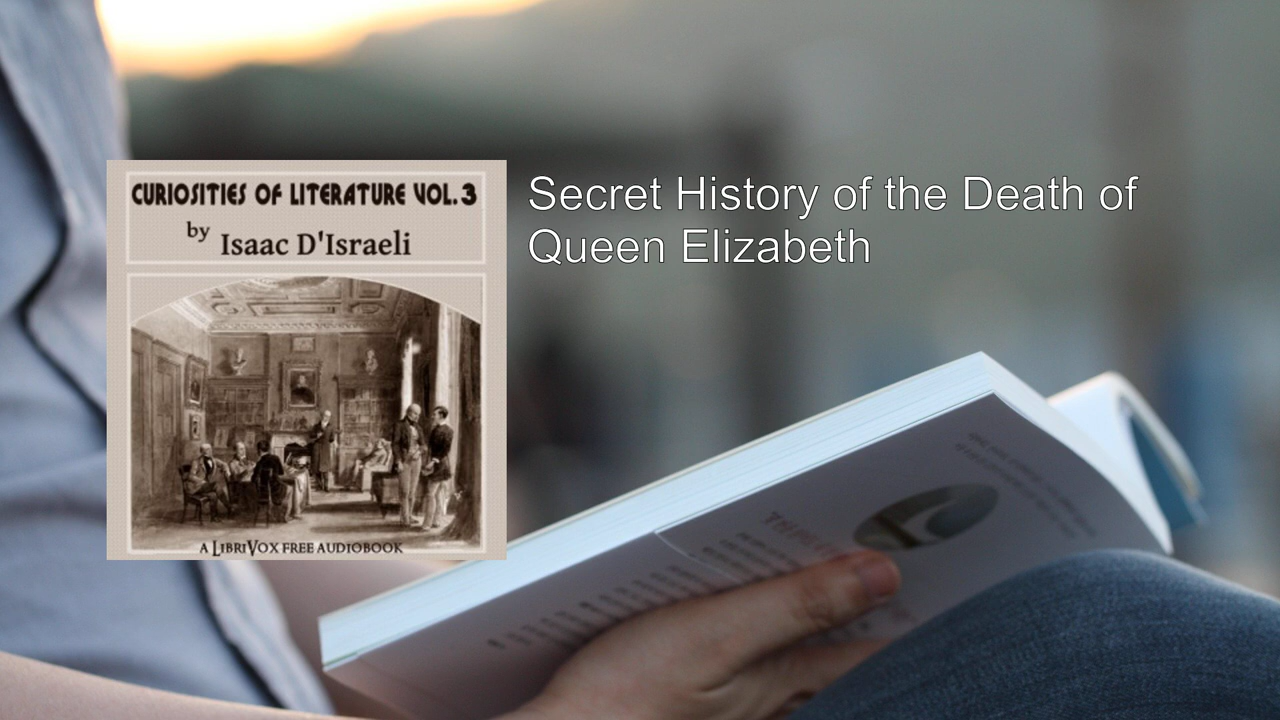 CURIOSITIES OF LITERATURE VOL.3
by Isaac D'Israeli
A LIBRIVOX FREE AUDIOBOOK
Secret History of the Death of
Queen Elizabeth